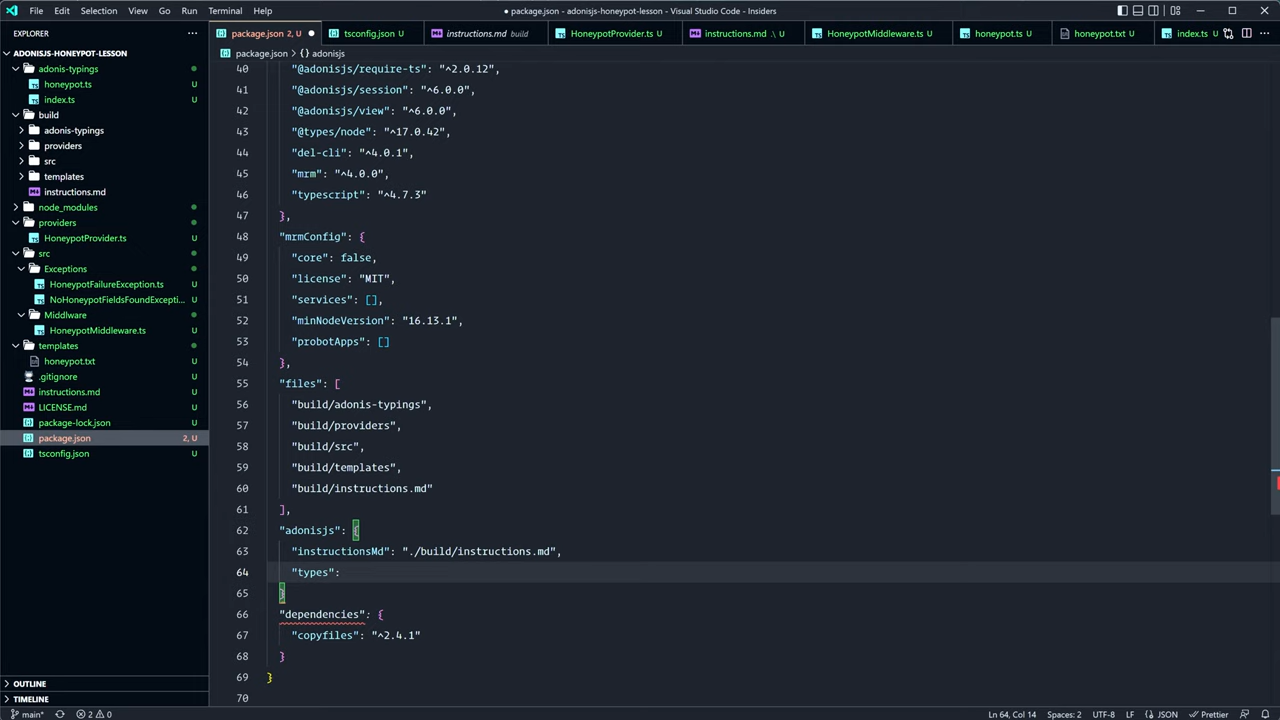 File Edit Selection View Go Run Terminal Help
● package.json - adonisjs-honeypot-lesson - Visual Studio Code - Insiders
EXPLORER
ADONISJS-HONEYPOT-LESSON
adonis-typings
honeypot.ts U
index.ts U
build
adonis-typings
providers
src
templates
instructions.md
node_modules
providers
HoneypotProvider.ts U
src
Exceptions
HoneypotFailureException.ts U
NoHoneypotFieldsFoundExcepti... U
Middlware
HoneypotMiddleware.ts U
templates
honeypot.txt U
.gitignore U
instructions.md U
LICENSE.md U
package-lock.json U
package.json 2, U
tsconfig.json U
OUTLINE
TIMELINE
package.json 2, U ●
tsconfig.json U
instructions.md build
HoneypotProvider.ts U
instructions.md .\ U
HoneypotMiddleware.ts U
honeypot.ts U
honeypot.txt U
index.ts U
package.json > {} adonisjs
40 "@adonisjs/require-ts": "^2.0.12",
41 "@adonisjs/session": "^6.0.0",
42 "@adonisjs/view": "^6.0.0",
43 "@types/node": "^17.0.42",
44 "del-cli": "^4.0.1",
45 "mrm": "^4.0.0",
46 "typescript": "^4.7.3"
47 },
48 "mrmConfig": {
49 "core": false,
50 "license": "MIT",
51 "services": [],
52 "minNodeVersion": "16.13.1",
53 "probotApps": []
54 },
55 "files": [
56 "build/adonis-typings",
57 "build/providers",
58 "build/src",
59 "build/templates",
60 "build/instructions.md"
61 ],
62 "adonisjs": {
63 "instructionsMd": "./build/instructions.md",
64 "types":
65 }
66 "dependencies": {
67 "copyfiles": "^2.4.1"
68 }
69 }
70
main* 2 0 Ln 64, Col 14 Spaces: 2 UTF-8 LF {} JSON Prettier